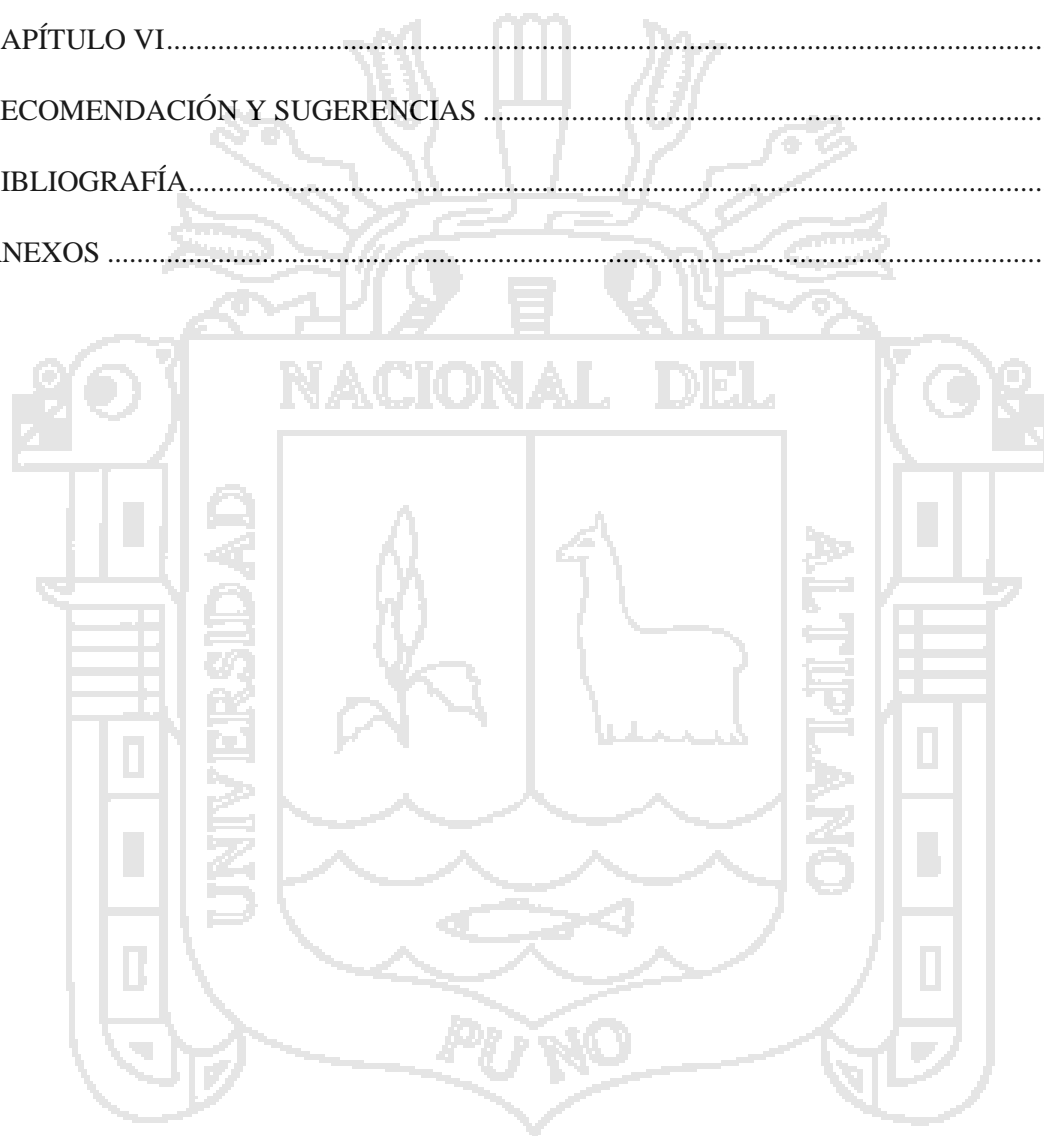 APÍTULO VI
ECOMENDACIÓN Y SUGERENCIAS
IBLIOGRAFÍA
NEXOS
NACIONAL DEL
UNIVERSIDAD
ALTIPLANO
PUNO